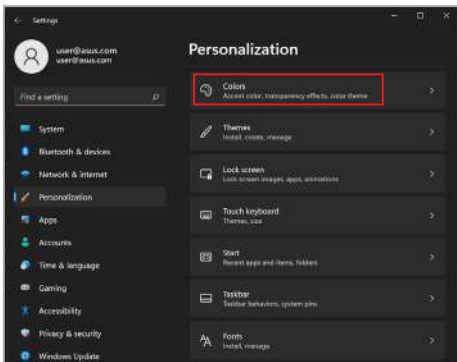 Settings
user@asus.com
user@asus.com
Find a setting
System
Bluetooth & devices
Network & internet
Personalization
Apps
Accounts
Time & language
Gaming
Accessibility
Privacy & security
Windows Update
Personalization
Colors
Accent color, transparency effects, color theme
Themes
Install, create, manage
Lock screen
Lock screen images, apps, animations
Touch keyboard
Themes, size
Start
Recent apps and items, folders
Taskbar
Taskbar behaviors, system pins
Fonts
Install, manage